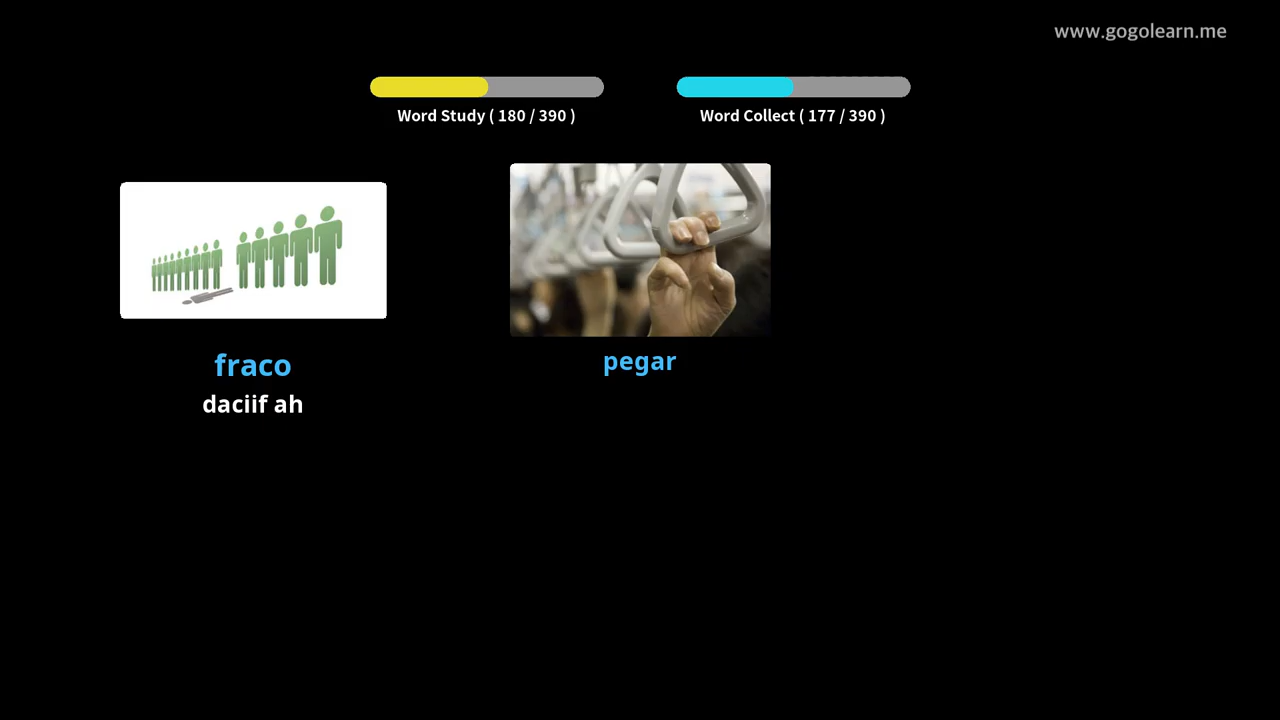 www.gogolearn.me
Word Study ( 180 / 390 )
Word Collect ( 177 / 390 )
fraco
daciif ah
pegar